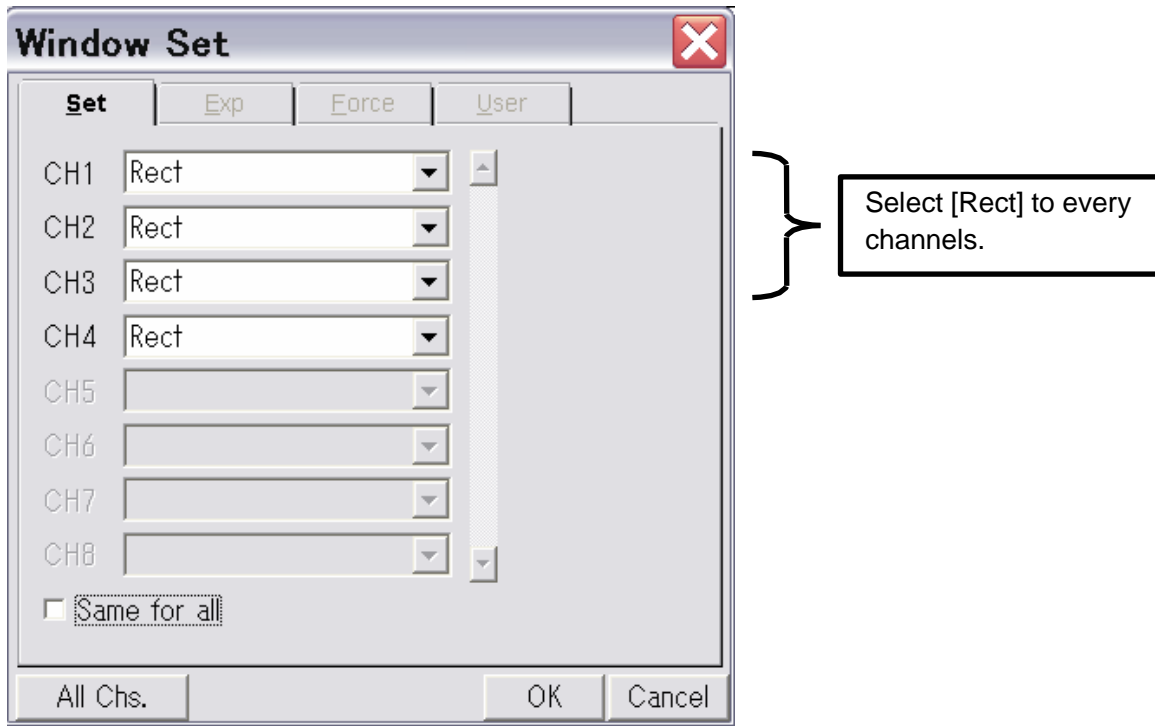 Window Set
Set Exp Force User
CH1 Rect
CH2 Rect
CH3 Rect
CH4 Rect
CH5
CH6
CH7
CH8
Same for all
All Chs. OK Cancel
Select [Rect] to every
channels.